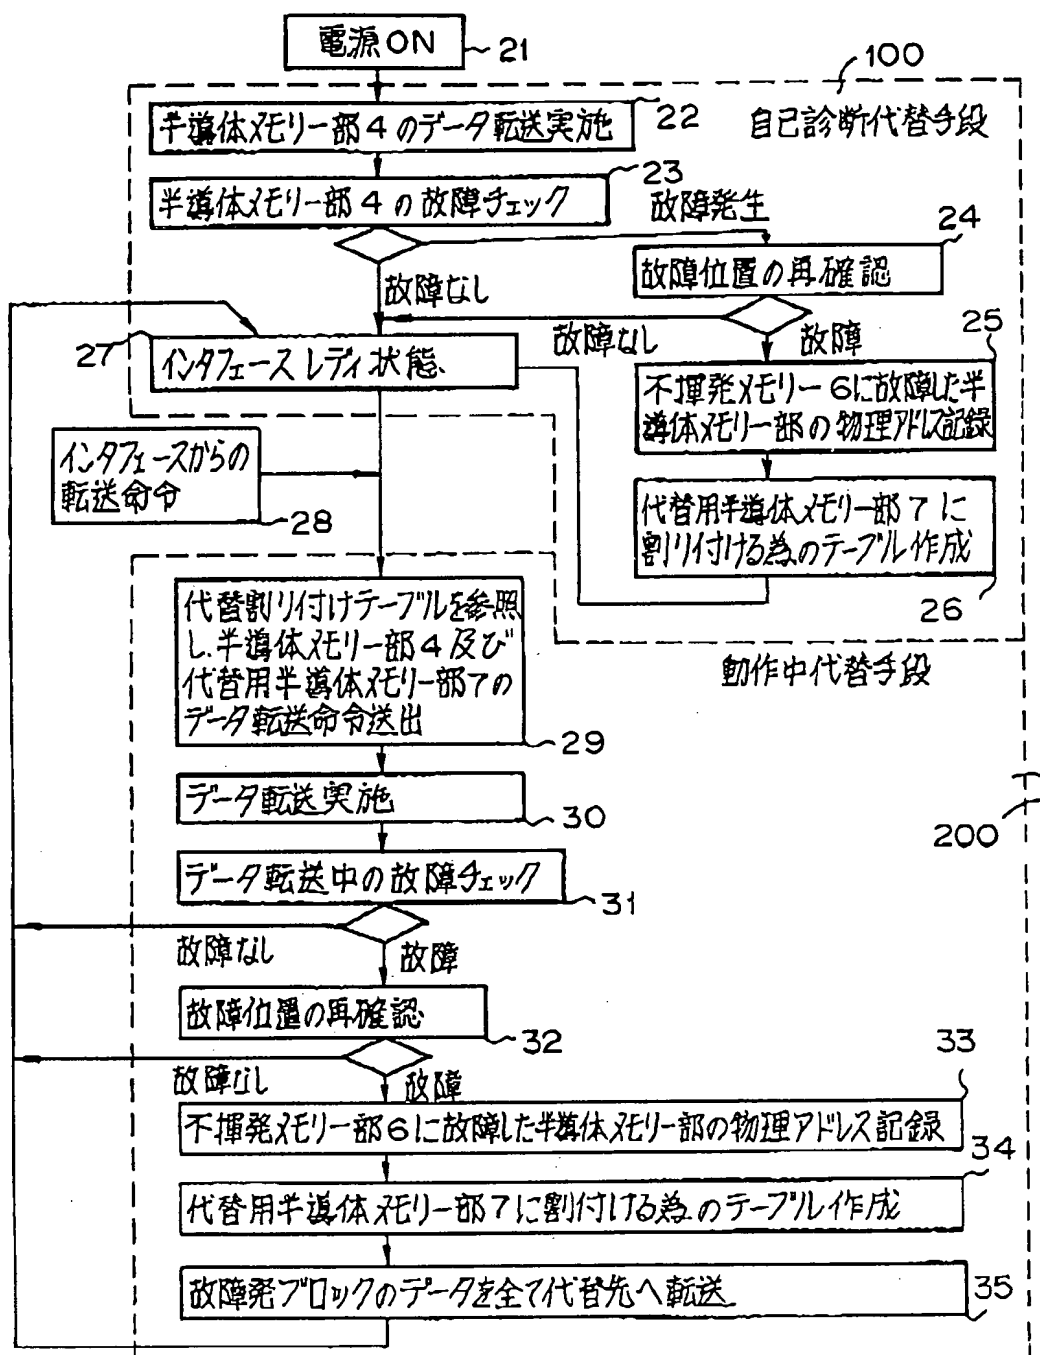 電源ON
21
100
半導体メモリー部4のデータ転送実施
22
自己診断代替手段
半導体メモリー部4の故障チェック
23
故障発生
24
故障位置の再確認
故障なし
故障なし
故障
25
27
インタフェースレディ状態
不揮発メモリー6に故障した半
導体メモリー部の物理アドレス記録
インタフェースからの
転送命令
28
代替用半導体メモリー部7に
割り付ける為のテーブル作成
26
代替割り付けテーブルを参照
し、半導体メモリー部4及び
代替用半導体メモリー部7の
データ転送命令送出
29
動作中代替手段
データ転送実施
30
200
データ転送中の故障チェック
31
故障なし
故障
故障位置の再確認
32
故障なし
故障
33
不揮発メモリー部6に故障した半導体メモリー部の物理アドレス記録
34
代替用半導体メモリー部7に割付ける為のテーブル作成
故障発ブロックのデータを全て代替先へ転送
35